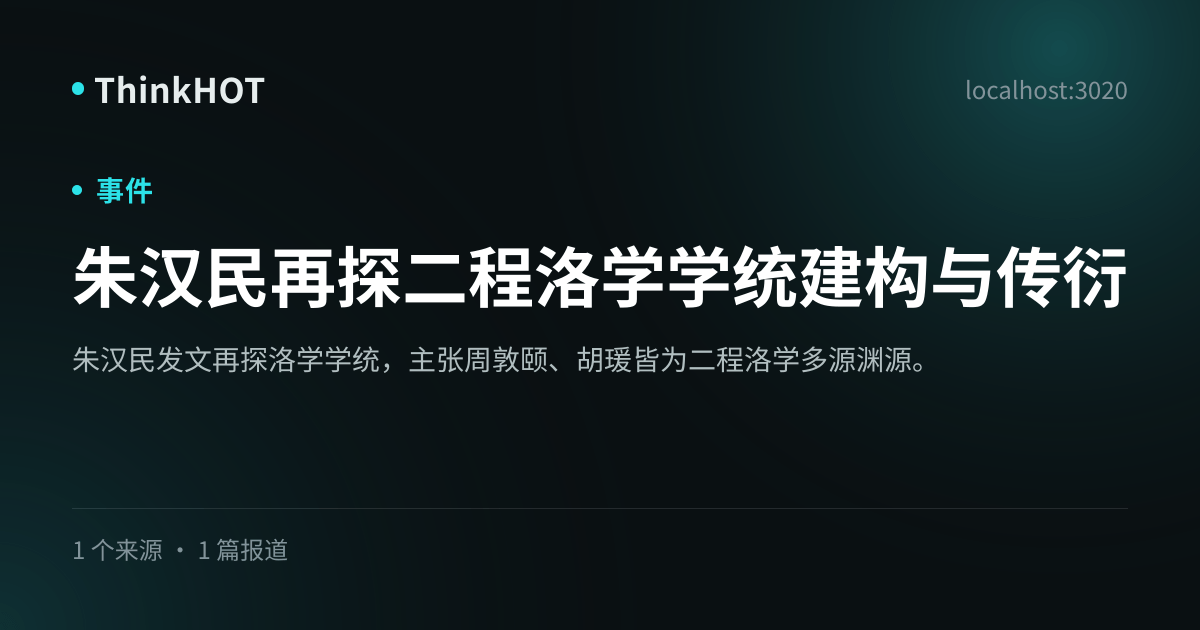 ThinkHOT
localhost:3020
事件
朱汉民再探二程洛学学统建构与传衍
朱汉民发文再探洛学学统，主张周敦颐、胡瑗皆为二程洛学多源渊源。
1 个来源 · 1 篇报道